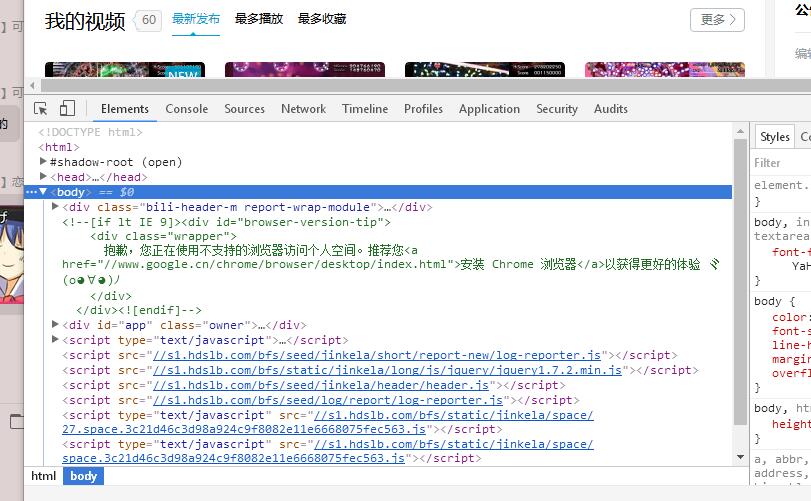 】可
我的视频 60 最新发布 最多播放 最多收藏 更多 >
公
编辑
NEW
】可
的
】恋
Elements Console Sources Network Timeline Profiles Application Security Audits
<!DOCTYPE html>
<html>
▶#shadow-root (open)
▶<head>…</head>
…▼<body> == $0
▶<div class="bili-header-m report-wrap-module">…</div>
<!--[if lt IE 9]><div id="browser-version-tip">
<div class="wrapper">
抱歉，您正在使用不支持的浏览器访问个人空间。推荐您<a
href="//www.google.cn/chrome/browser/desktop/index.html">安装 Chrome 浏览器</a>以获得更好的体验 ヾ
(o◕∀◕)ﾉ
</div>
</div><![endif]-->
▶<div id="app" class="owner">…</div>
▶<script type="text/javascript">…</script>
<script src="//s1.hdslb.com/bfs/seed/jinkela/short/report-new/log-reporter.js"></script>
<script src="//s1.hdslb.com/bfs/static/jinkela/long/js/jquery/jquery1.7.2.min.js"></script>
<script src="//s1.hdslb.com/bfs/seed/jinkela/header/header.js"></script>
<script src="//s1.hdslb.com/bfs/seed/log/report/log-reporter.js"></script>
<script type="text/javascript" src="//s1.hdslb.com/bfs/static/jinkela/space/
27.space.3c21d46c3d98a924c9f8082e11e6668075fec563.js"></script>
<script type="text/javascript" src="//s1.hdslb.com/bfs/static/jinkela/space/
space.3c21d46c3d98a924c9f8082e11e6668075fec563.js"></script>
html body
Styles Co
Filter
element.
}
body, in
textarea
font-f
Yah
}
body {
color:
font-s
line-h
margin
overfl
}
body, ht
height
}
a, abbr,
address,